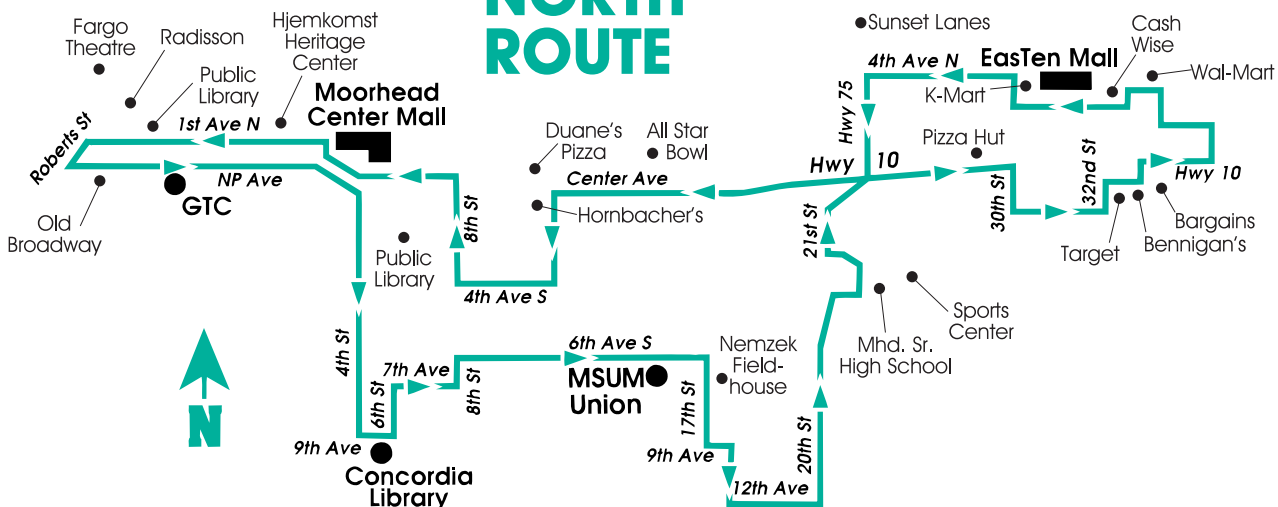 NORTH
ROUTE
Fargo
Theatre
Radisson
Public
Library
Hjemkomst
Heritage
Center
Moorhead
Center Mall
Roberts St
1st Ave N
NP Ave
GTC
Old
Broadway
Public
Library
8th St
4th Ave S
Duane's
Pizza
All Star
Bowl
Center Ave
Hornbacher's
Sunset Lanes
4th Ave N
Hwy 75
EasTen Mall
K-Mart
Cash
Wise
Wal-Mart
Hwy 10
Pizza Hut
30th St
32nd St
Hwy 10
Target
Bennigan's
Bargains
21st St
Sports
Center
Mhd. Sr.
High School
N
4th St
9th Ave
6th St
7th Ave
8th St
Concordia
Library
6th Ave S
MSUM
Union
17th St
Nemzek
Field-
house
9th Ave
12th Ave
20th St